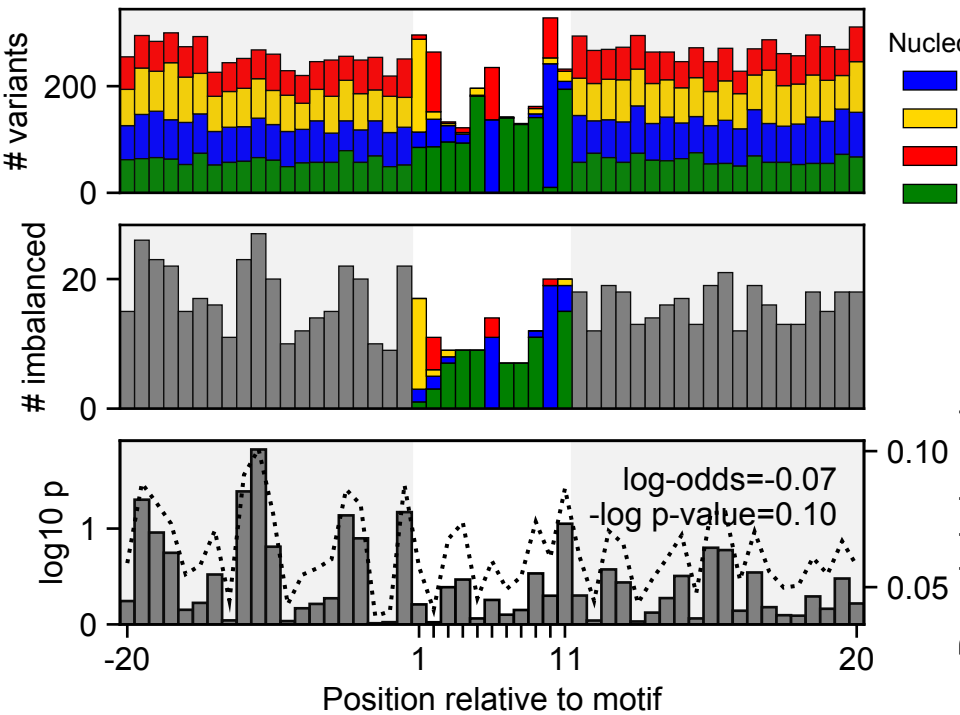 # variants
200
0
Nucleo
# imbalanced
20
0
log10 p
1
0
log-odds=-0.07
-log p-value=0.10
0.10
0.05
-20
1
11
20
Position relative to motif